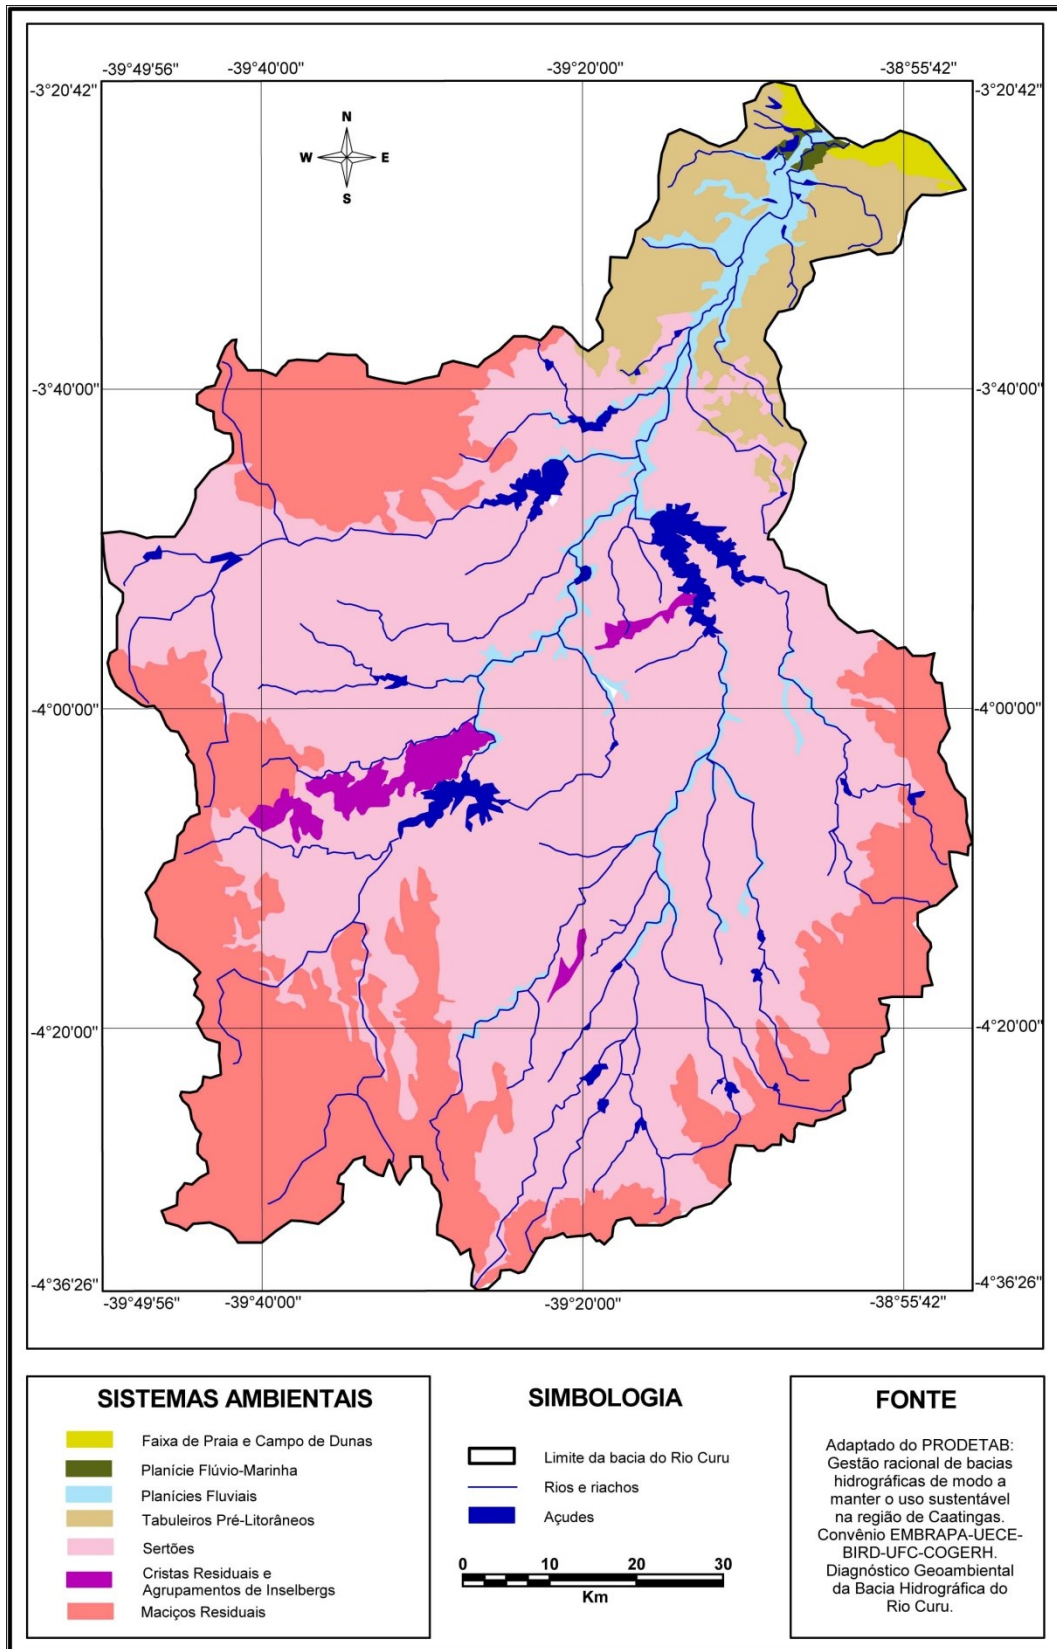 -39°49'56"
-39°40'00"
-39°20'00"
-38°55'42"
-3°20'42"
-3°20'42"
N
W
E
S
-3°40'00"
-3°40'00"
-4°00'00"
-4°00'00"
-4°20'00"
-4°20'00"
-4°36'26"
-4°36'26"
-39°49'56"
-39°40'00"
-39°20'00"
-38°55'42"
SISTEMAS AMBIENTAIS
Faixa de Praia e Campo de Dunas
Planície Flúvio-Marinha
Planícies Fluviais
Tabuleiros Pré-Litorâneos
Sertões
Cristas Residuais e
Agrupamentos de Inselbergs
Maciços Residuais
SIMBOLOGIA
Limite da bacia do Rio Curu
Rios e riachos
Açudes
0 10 20 30
Km
FONTE
Adaptado do PRODETAB:
Gestão racional de bacias
hidrográficas de modo a
manter o uso sustentável
na região de Caatingas.
Convênio EMBRAPA-UECE-
BIRD-UFC-COGERH.
Diagnóstico Geoambiental
da Bacia Hidrográfica do
Rio Curu.